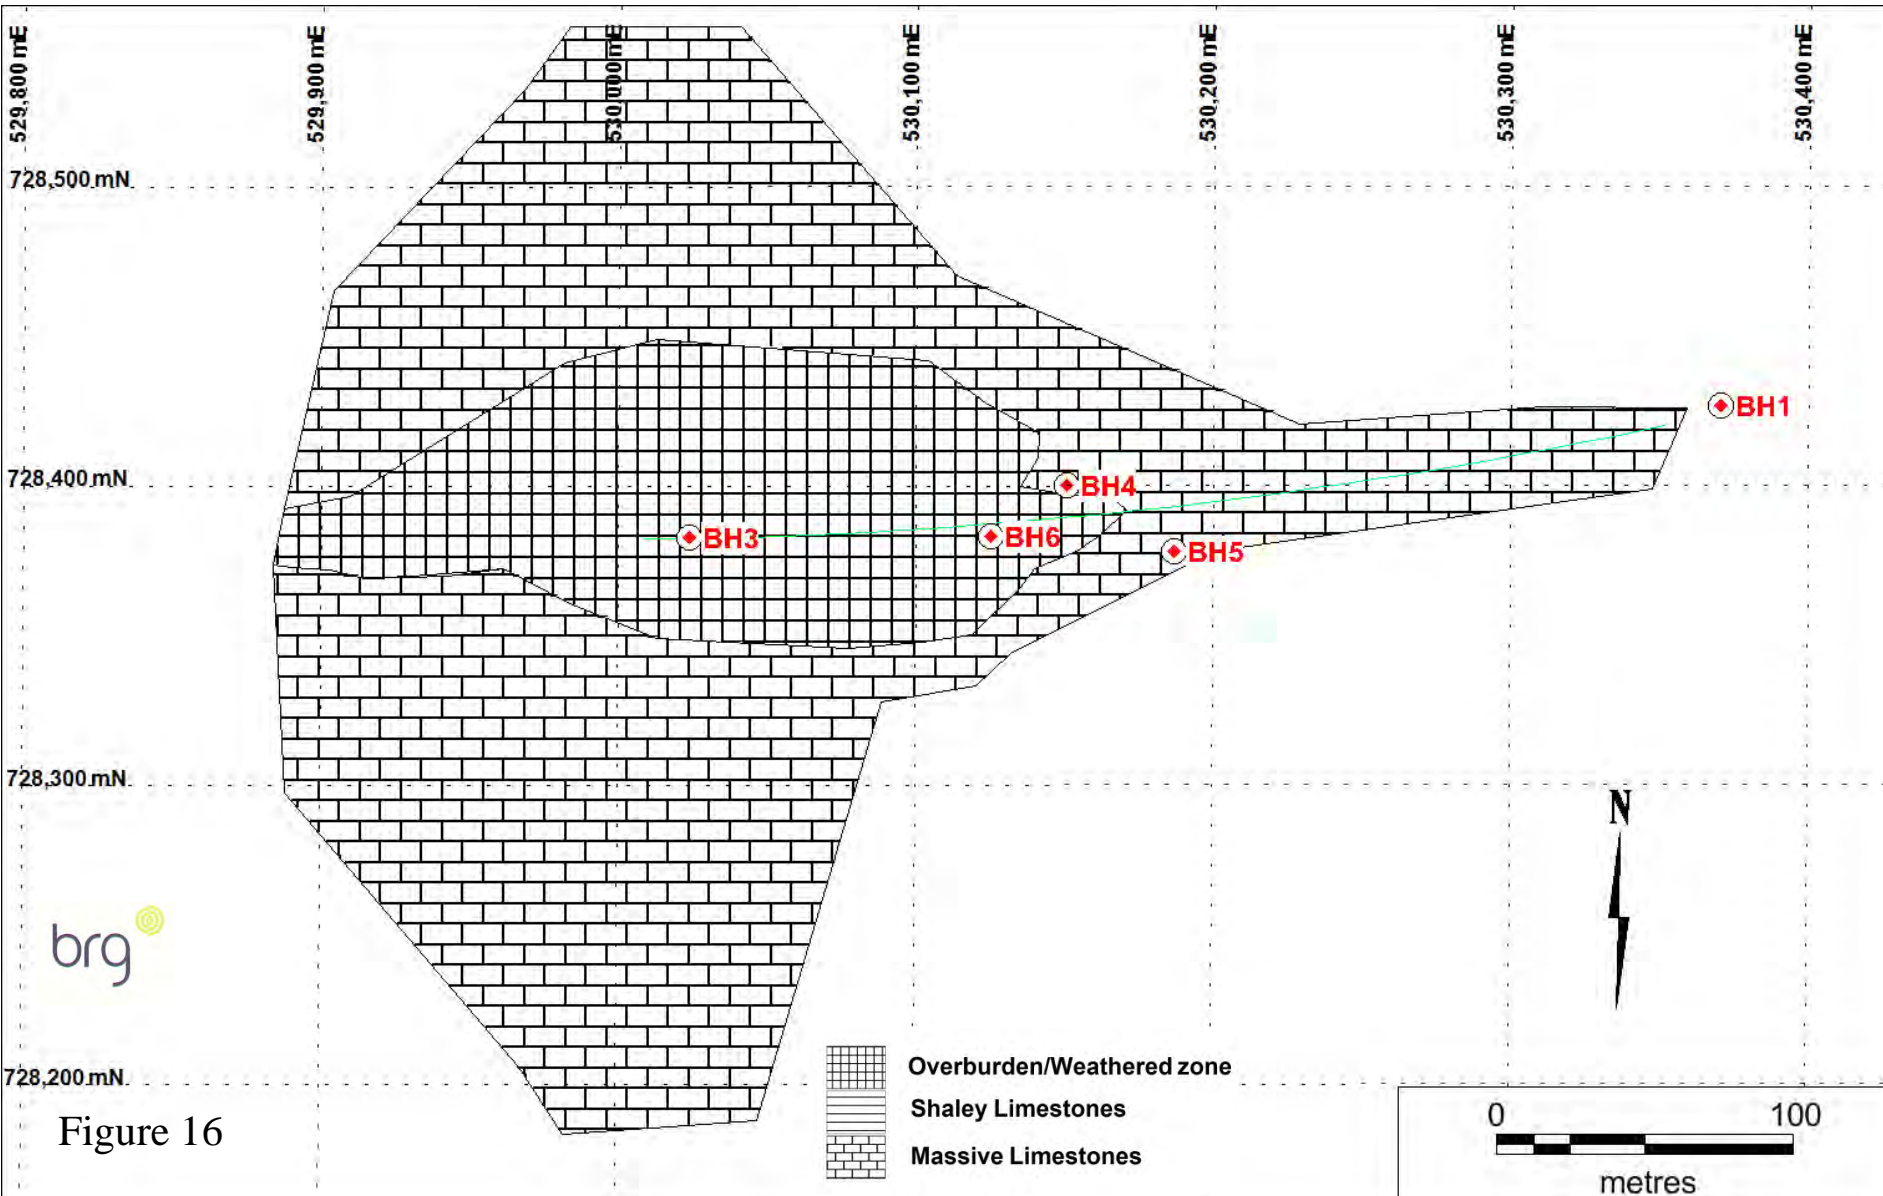 529,800 mE
529,900 mE
530,000 mE
530,100 mE
530,200 mE
530,300 mE
530,400 mE
728,500 mN
BH1
728,400 mN
BH4
BH3
BH6
BH5
728,300 mN
N
brg
Overburden/Weathered zone
728,200 mN
Shaley Limestones
0 100
Figure 16
Massive Limestones
metres